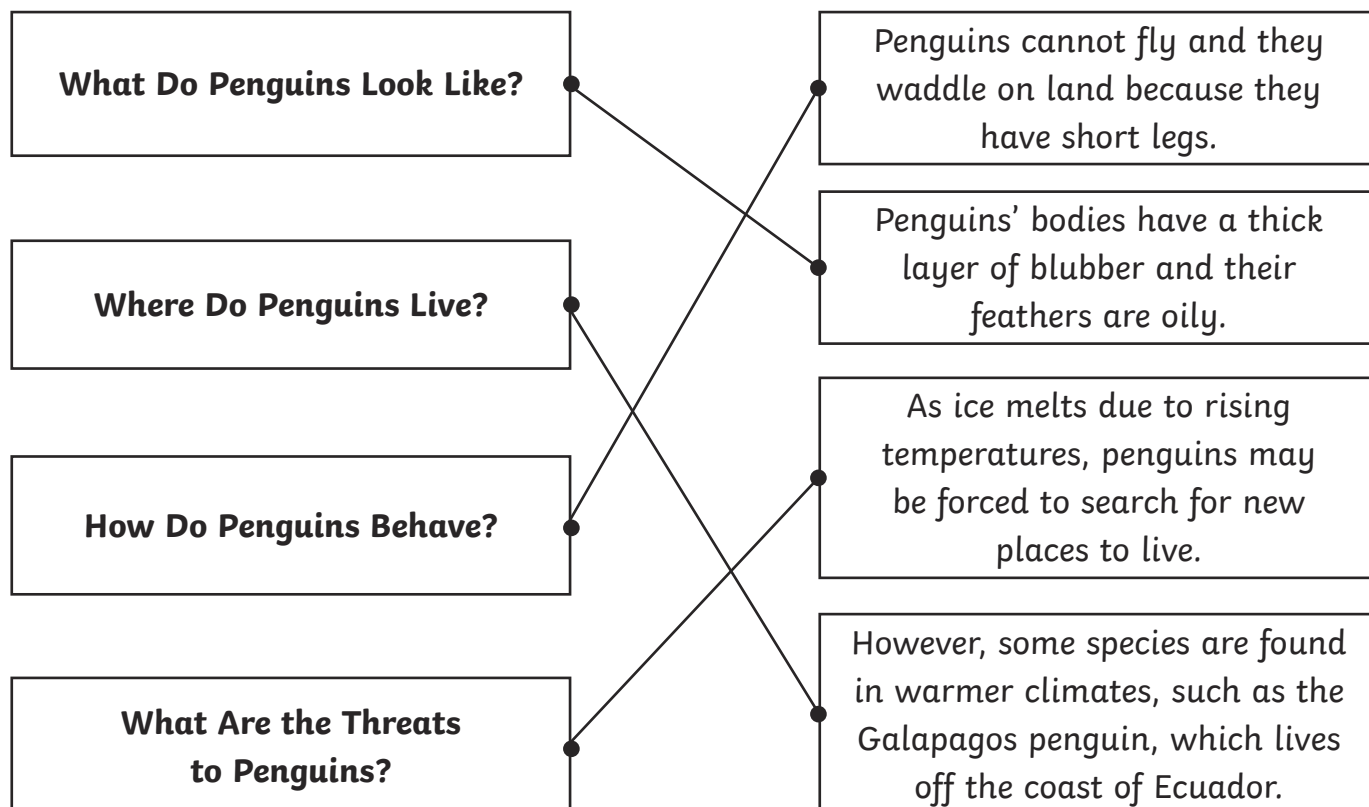 What Do Penguins Look Like?
Penguins cannot fly and they
waddle on land because they
have short legs.
Penguins’ bodies have a thick
layer of blubber and their
feathers are oily.
Where Do Penguins Live?
As ice melts due to rising
temperatures, penguins may
be forced to search for new
places to live.
How Do Penguins Behave?
However, some species are found
in warmer climates, such as the
Galapagos penguin, which lives
off the coast of Ecuador.
What Are the Threats
to Penguins?